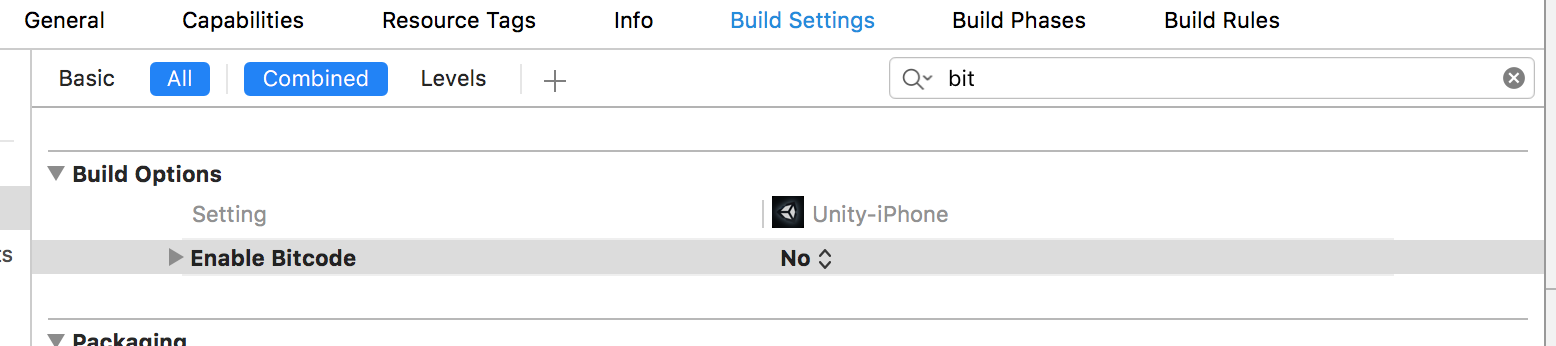 General Capabilities Resource Tags Info Build Settings Build Phases Build Rules
Basic All Combined Levels bit
Build Options
Setting Unity-iPhone
Enable Bitcode No
Packaging